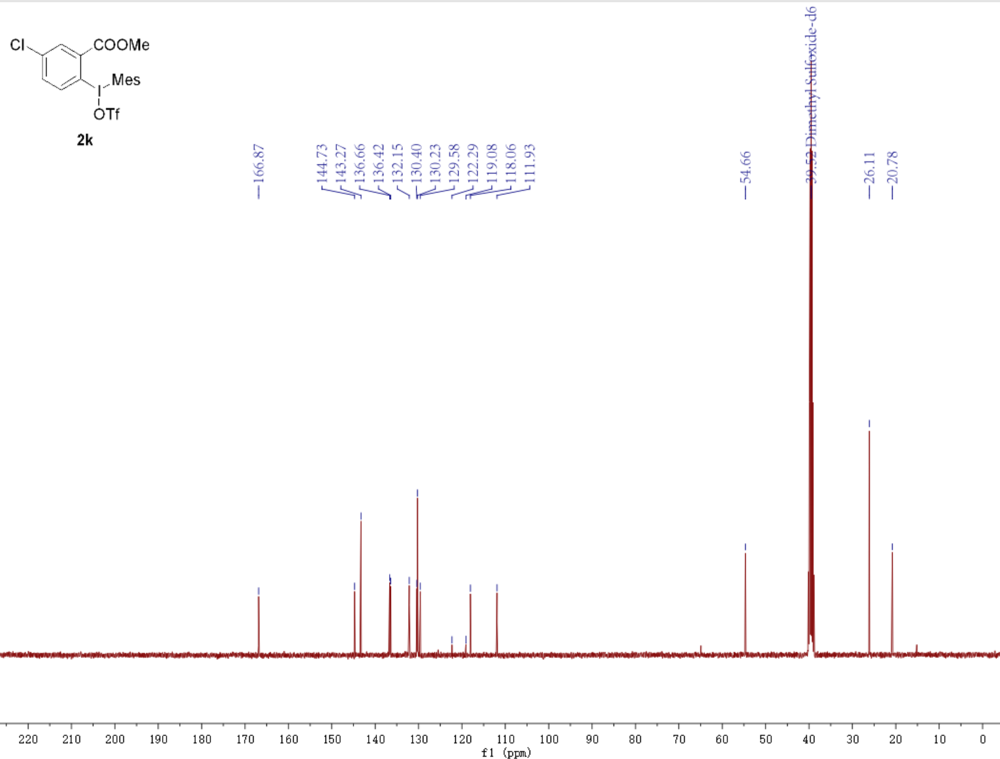 Cl
COOMe
I
Mes
OTf
2k
166.87
144.73
143.27
136.66
136.42
132.15
130.40
130.23
129.58
122.29
119.08
118.06
111.93
54.66
39.52 Dimethyl Sulfoxide-d6
26.11
20.78
220 210 200 190 180 170 160 150 140 130 120 110 100 90 80 70 60 50 40 30 20 10 0
f1 (ppm)